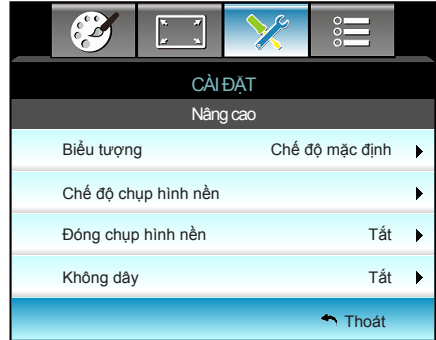 CÀI ĐẶT
Nâng cao
Biểu tượng Chế độ mặc định
Chế độ chụp hình nền
Đóng chụp hình nền Tắt
Không dây Tắt
Thoát